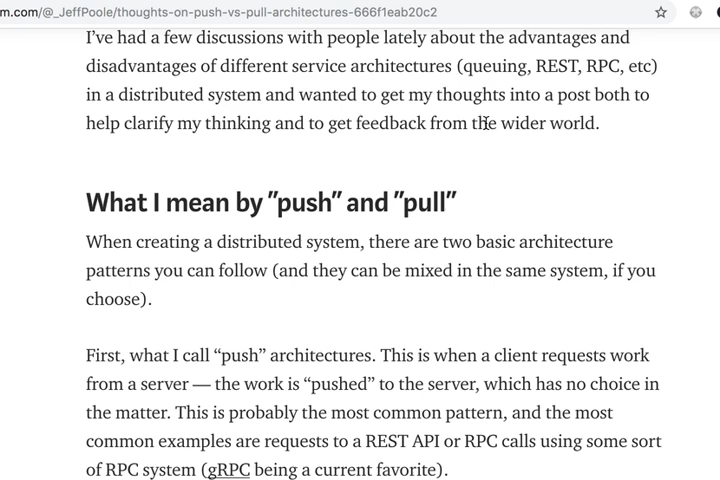 m.com/@_JeffPoole/thoughts-on-push-vs-pull-architectures-666f1eab20c2
I’ve had a few discussions with people lately about the advantages and
disadvantages of different service architectures (queuing, REST, RPC, etc)
in a distributed system and wanted to get my thoughts into a post both to
help clarify my thinking and to get feedback from the wider world.
What I mean by ”push” and ”pull”
When creating a distributed system, there are two basic architecture
patterns you can follow (and they can be mixed in the same system, if you
choose).
First, what I call “push” architectures. This is when a client requests work
from a server — the work is “pushed” to the server, which has no choice in
the matter. This is probably the most common pattern, and the most
common examples are requests to a REST API or RPC calls using some sort
of RPC system (gRPC being a current favorite).